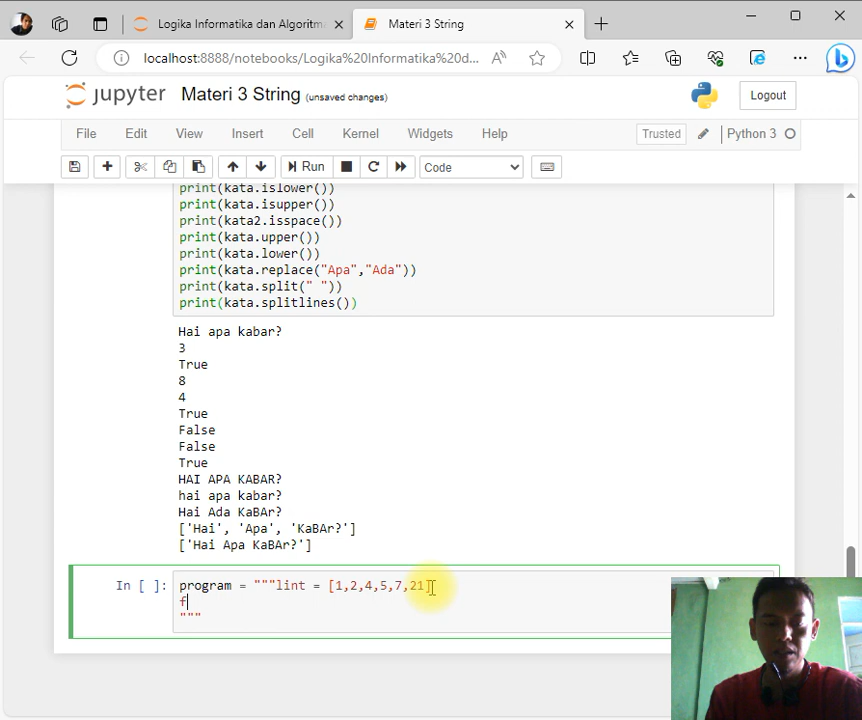 Logika Informatika dan Algoritm
Materi 3 String
localhost:8888/notebooks/Logika%20Informatika%20d...
jupyter Materi 3 String (unsaved changes)
Logout
File Edit View Insert Cell Kernel Widgets Help
Trusted
Python 3
Run
Code
print(kata.islower())
print(kata.isupper())
print(kata2.isspace())
print(kata.upper())
print(kata.lower())
print(kata.replace("Apa","Ada"))
print(kata.split(" "))
print(kata.splitlines())
Hai apa kabar?
3
True
8
4
True
False
False
True
HAI APA KABAR?
hai apa kabar?
Hai Ada KaBAr?
['Hai', 'Apa', 'KaBAr?']
['Hai Apa KaBAr?']
In [ ]: program = """lint = [1,2,4,5,7,21]
f
"""